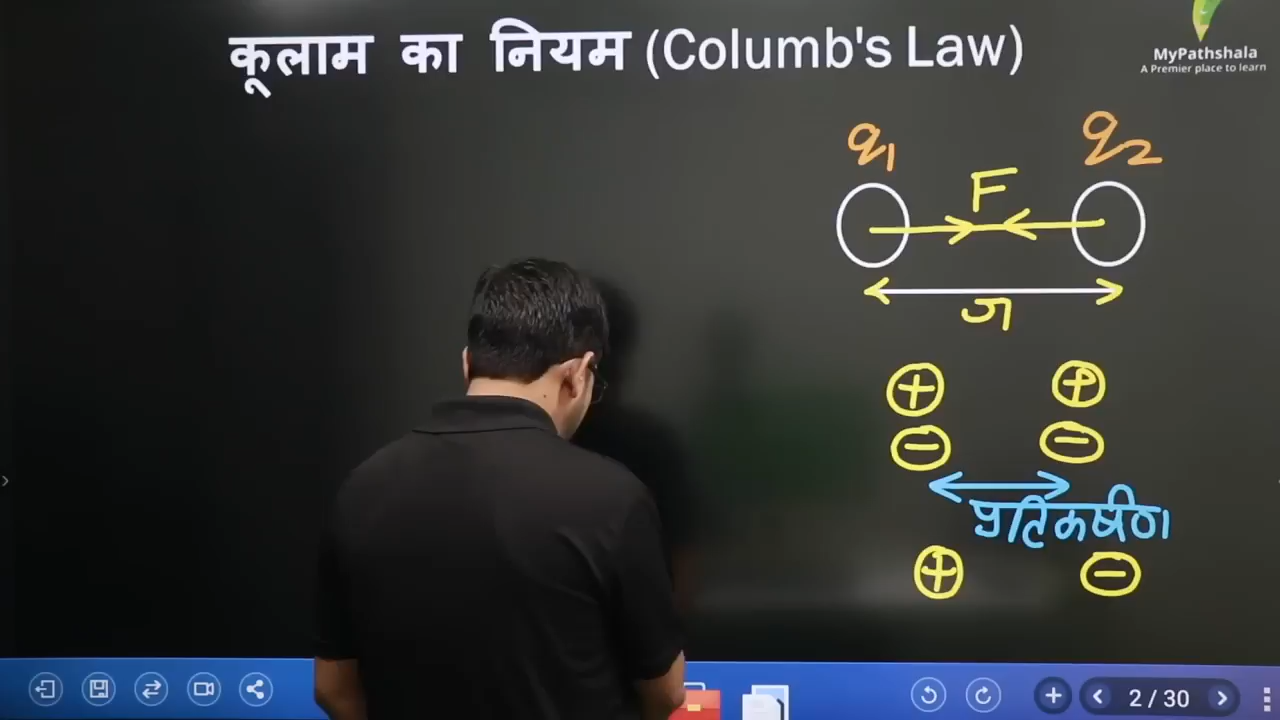 कूलाम का नियम (Columb's Law)
MyPathshala
A Premier place to learn
q1 q2
F
r
+ +
- -
प्रतिकर्षण
+ -
2 / 30